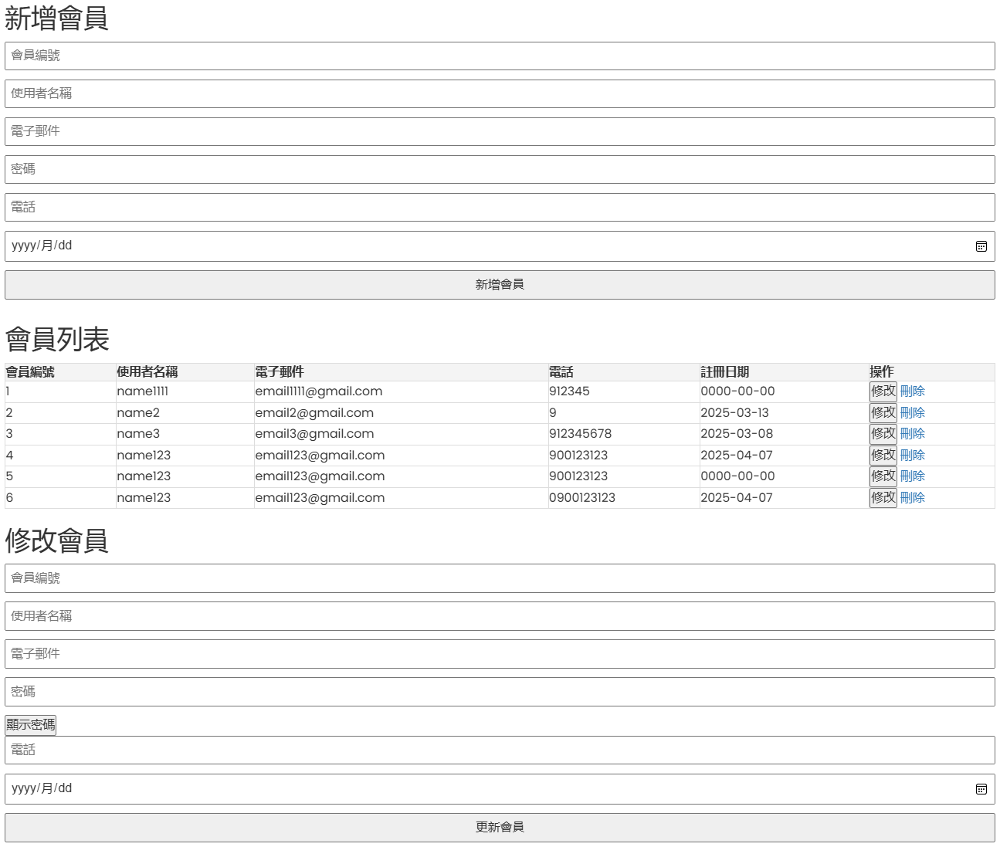 新增會員
會員編號
使用者名稱
電子郵件
密碼
電話
yyyy/月/dd
新增會員
會員列表
會員編號 使用者名稱 電子郵件 電話 註冊日期 操作
1 name1111 email1111@gmail.com 912345 0000-00-00 修改 刪除
2 name2 email2@gmail.com 9 2025-03-13 修改 刪除
3 name3 email3@gmail.com 912345678 2025-03-08 修改 刪除
4 name123 email123@gmail.com 900123123 2025-04-07 修改 刪除
5 name123 email123@gmail.com 900123123 0000-00-00 修改 刪除
6 name123 email123@gmail.com 0900123123 2025-04-07 修改 刪除
修改會員
會員編號
使用者名稱
電子郵件
密碼
顯示密碼
電話
yyyy/月/dd
更新會員